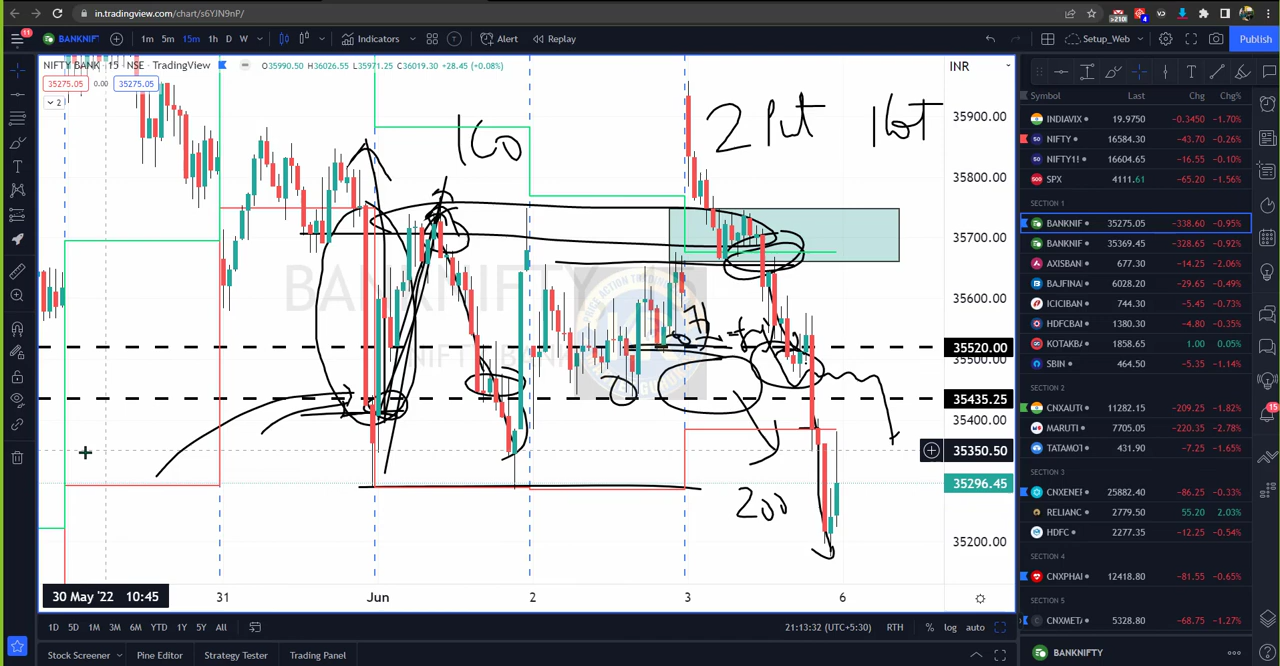 in.tradingview.com/chart/s6YJN9nP/
11
BANKNIF 1m 5m 15m 1h D W Indicators Alert Replay Setup_Web Publish
NIFTY BANK · 15 · NSE · TradingView O35990.50 H36026.55 L35971.25 C36019.30 +28.45 (+0.08%)
35275.05 0.00 35275.05
2
INR
160
2 Put 1 Lot
200
BANKNIFTY
NIFTY BANK
35900.00
35800.00
35700.00
35600.00
35520.00
35500.00
35435.25
35400.00
35350.50
35296.45
35200.00
30 May '22 10:45 31 Jun 2 3 6
1D 5D 1M 3M 6M YTD 1Y 5Y All 21:13:32 (UTC+5:30) RTH % log auto
Stock Screener Pine Editor Strategy Tester Trading Panel
Symbol Last Chg Chg%
INDIAVIX 19.9750 -0.3450 -1.70%
NIFTY 16584.30 -43.70 -0.26%
NIFTY1! 16604.65 -16.55 -0.10%
SPX 4111.61 -65.20 -1.56%
SECTION 1
BANKNIF 35275.05 -338.60 -0.95%
BANKNIF 35369.45 -328.65 -0.92%
AXISBAN 677.30 -14.25 -2.06%
BAJFINA 6028.20 -29.65 -0.49%
ICICIBAN 744.30 -5.45 -0.73%
HDFCBA 1380.30 -4.80 -0.35%
KOTAKB 1858.65 1.00 0.05%
SBIN 464.50 -5.35 -1.14%
SECTION 2
CNXAUT 11282.15 -209.25 -1.82%
MARUTI 7705.05 -220.35 -2.78%
TATAMOT 431.90 -7.25 -1.65%
SECTION 3
CNXENEF 25882.40 -86.25 -0.33%
RELIANC 2779.50 55.20 2.03%
HDFC 2277.35 -12.25 -0.54%
SECTION 4
CNXPHAI 12418.80 -81.55 -0.65%
SECTION 5
CNXMETA 5328.80 -68.75 -1.27%
BANKNIFTY
15